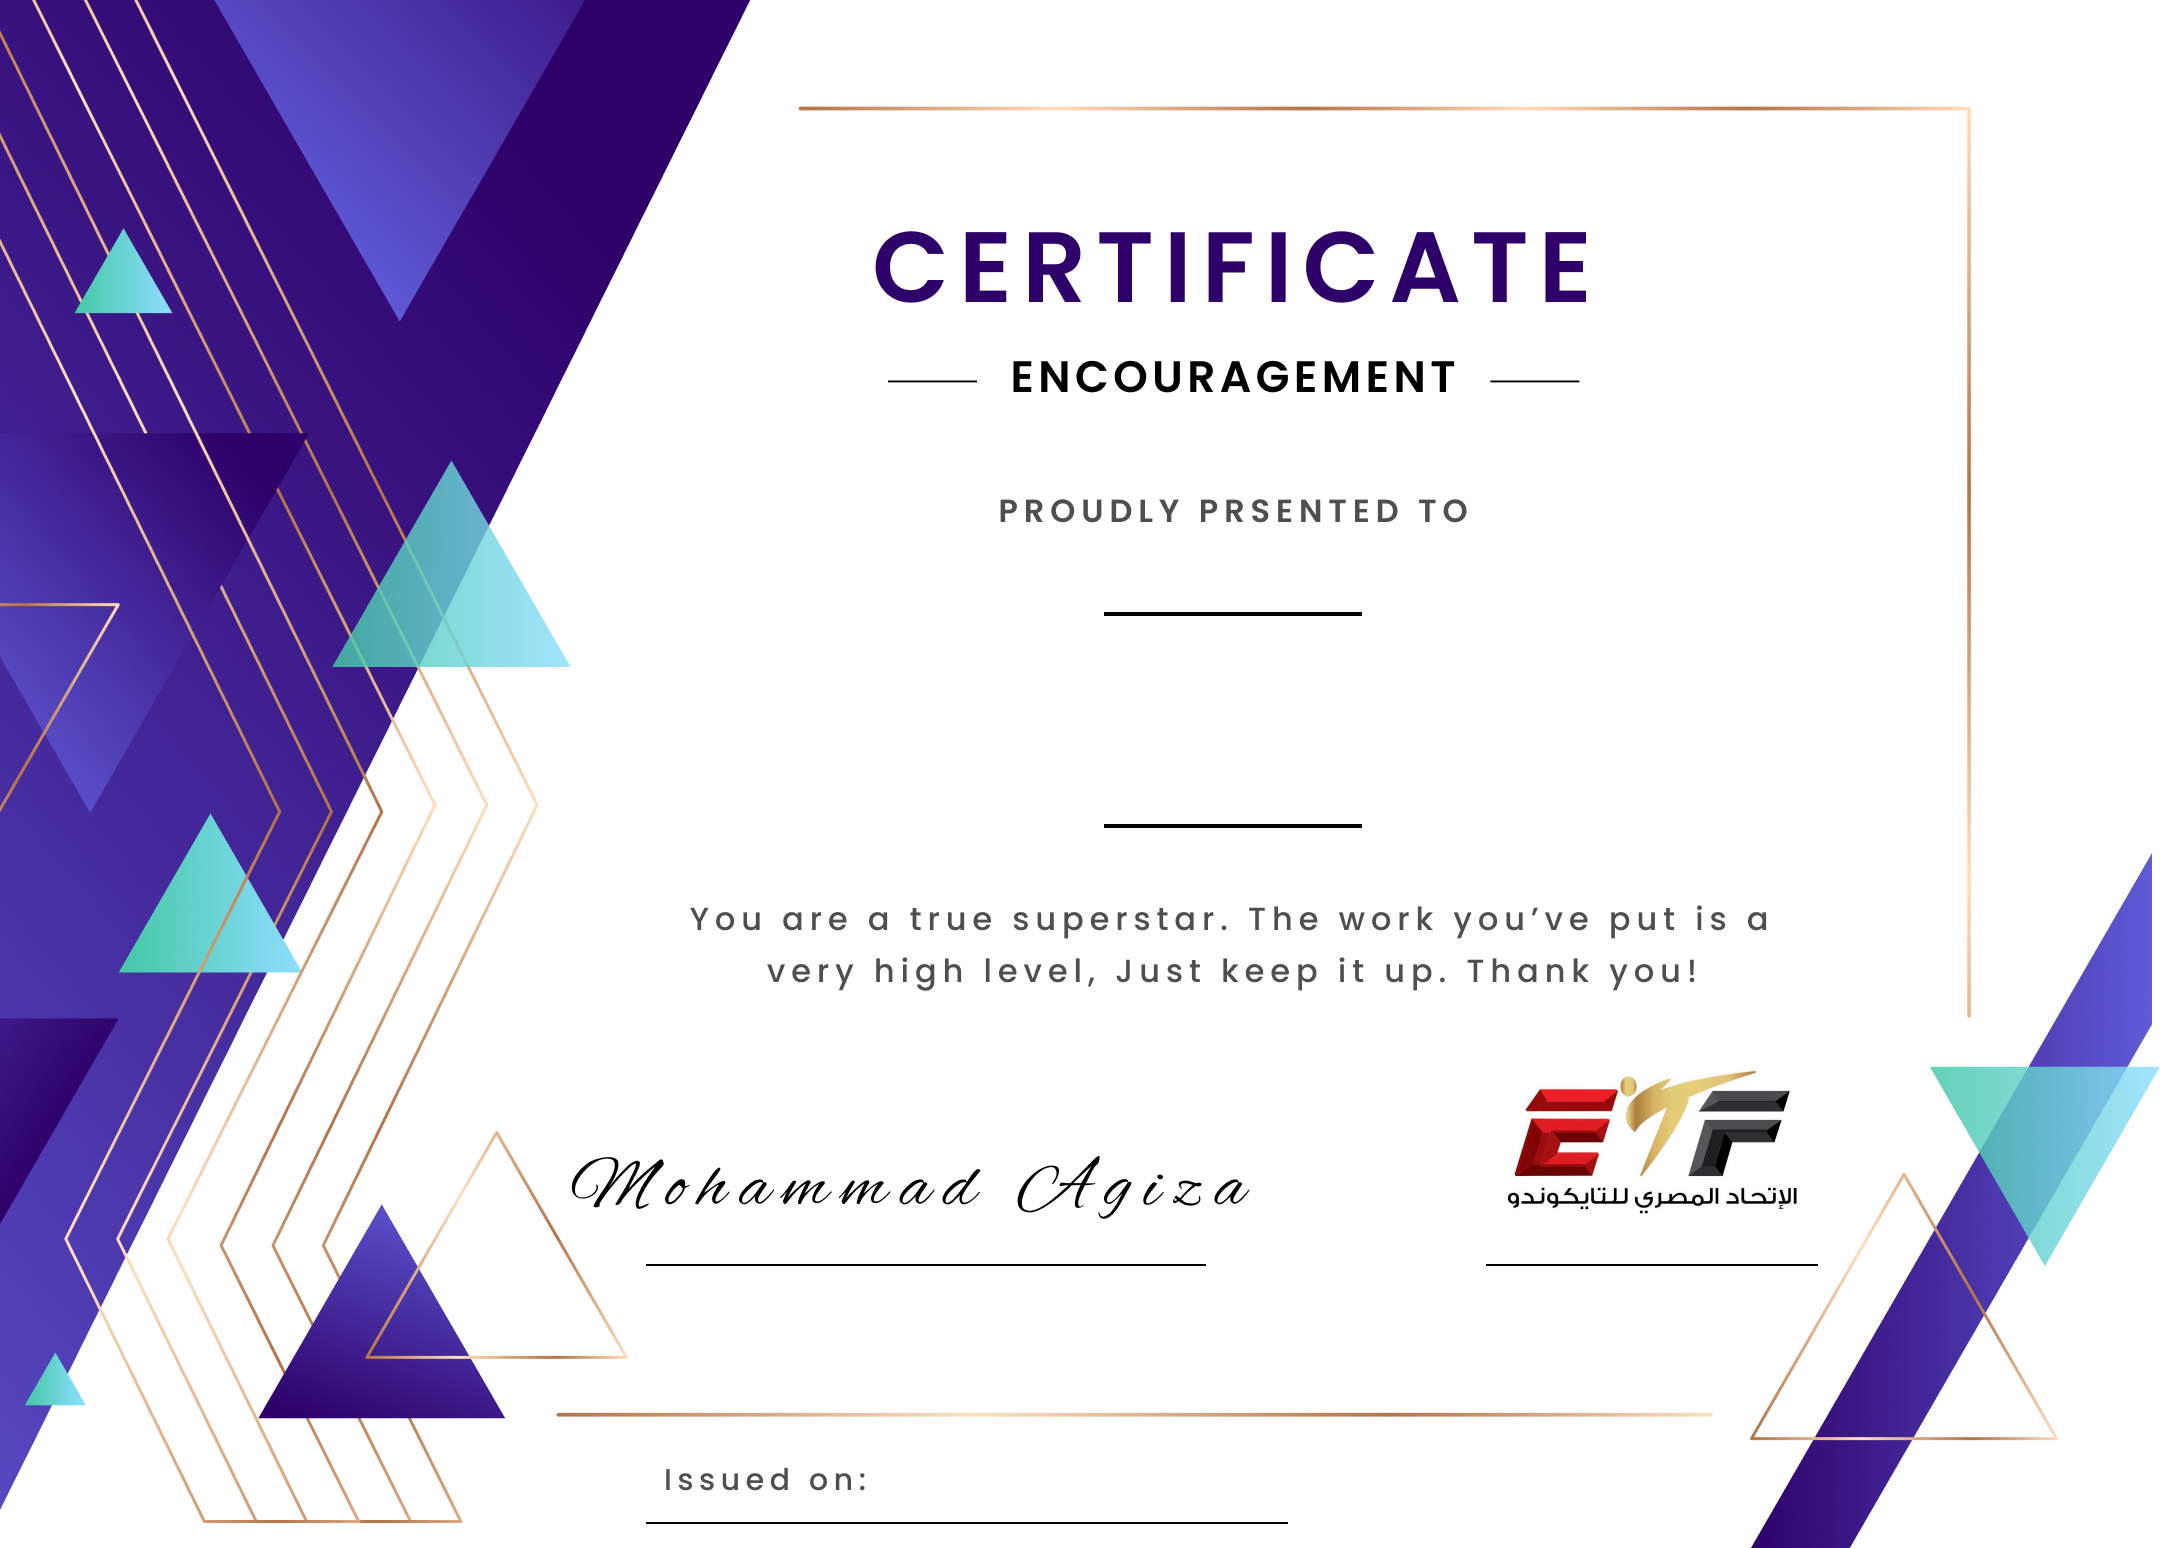 CERTIFICATE
ENCOURAGEMENT
PROUDLY PRSENTED TO
You are a true superstar. The work you’ve put is a
very high level, Just keep it up. Thank you!
Mohammad Agiza
ETF
الإتحاد المصري للتايكوندو
Issued on: